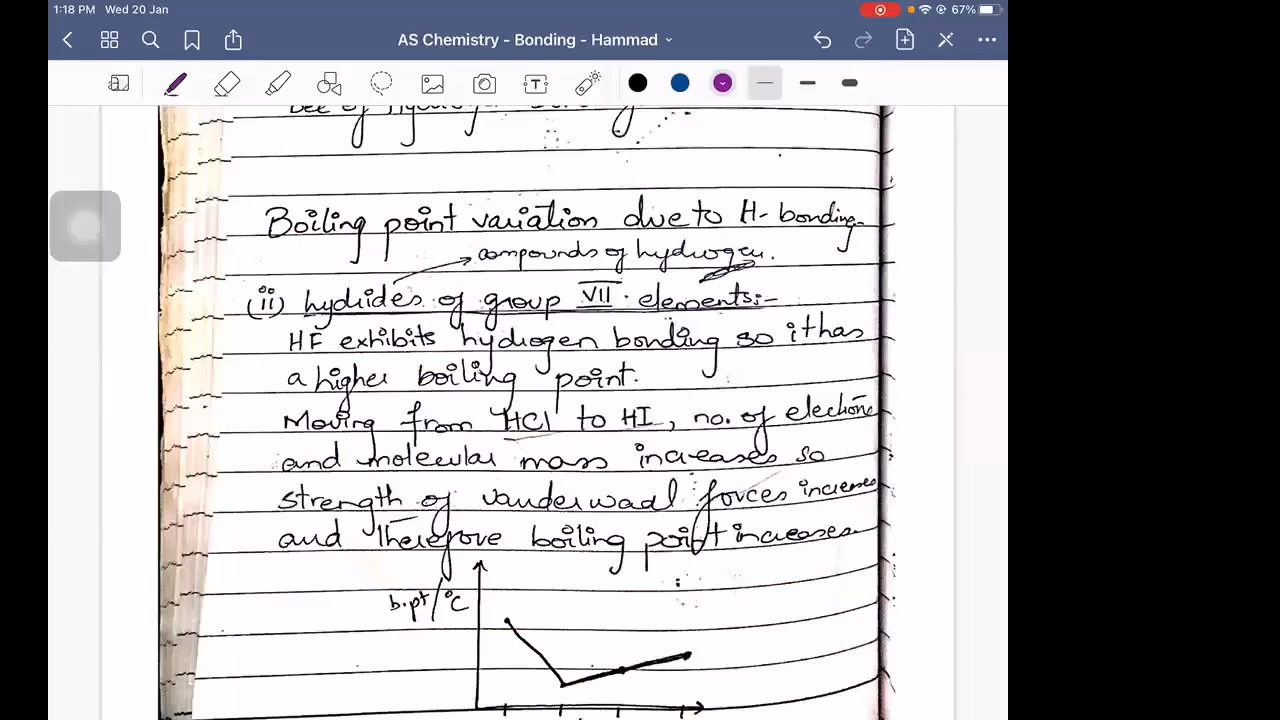 1:18 PM Wed 20 Jan
67%
AS Chemistry - Bonding - Hammad
T
Boiling point variation due to H-bonding
compounds of hydrogen.
(ii) hydrides of group VII elements:-
HF exhibits hydrogen bonding so it has
a higher boiling point.
Moving from HCl to HI, no. of electrons
and molecular mass increases so
strength of vanderwaal forces increases
and therefore boiling point increases.
b.pt/°C